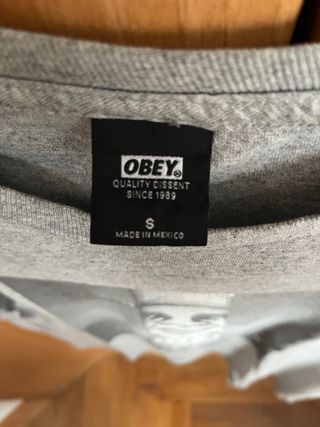 OBEY®
QUALITY DISSENT
SINCE 1989
S
MADE IN MEXICO